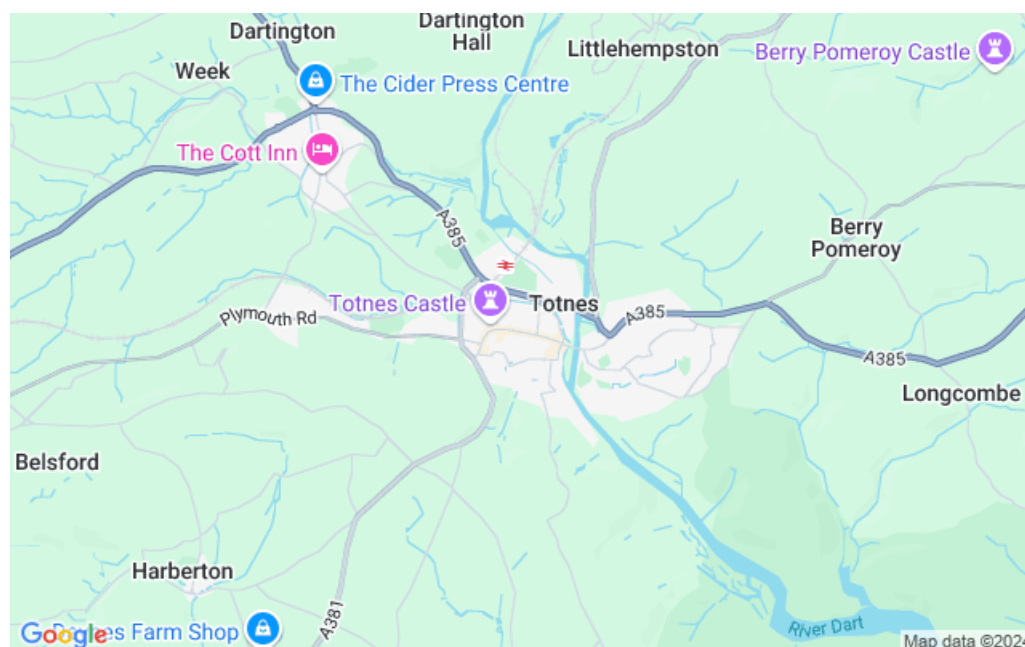 Dartington
Dartington
Hall
Littlehempston
Berry Pomeroy Castle
Week
The Cider Press Centre
The Cott Inn
A385
Berry
Pomeroy
Totnes Castle
Totnes
Plymouth Rd
A385
A385
Longcombe
Belsford
Harberton
A381
Farm Shop
River Dart
Google
Map data ©2024